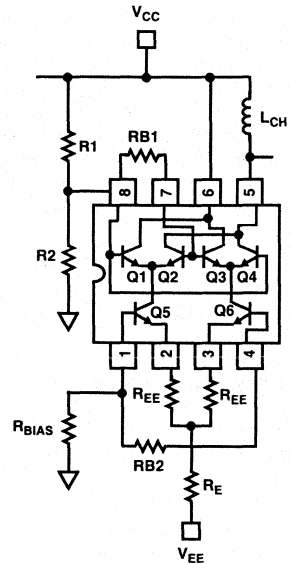 VCC
LCH
R1
RB1
8 7 6 5
R2
Q1 Q2 Q3 Q4
Q5 Q6
1 2 3 4
REE REE
RBIAS
RB2
RE
VEE